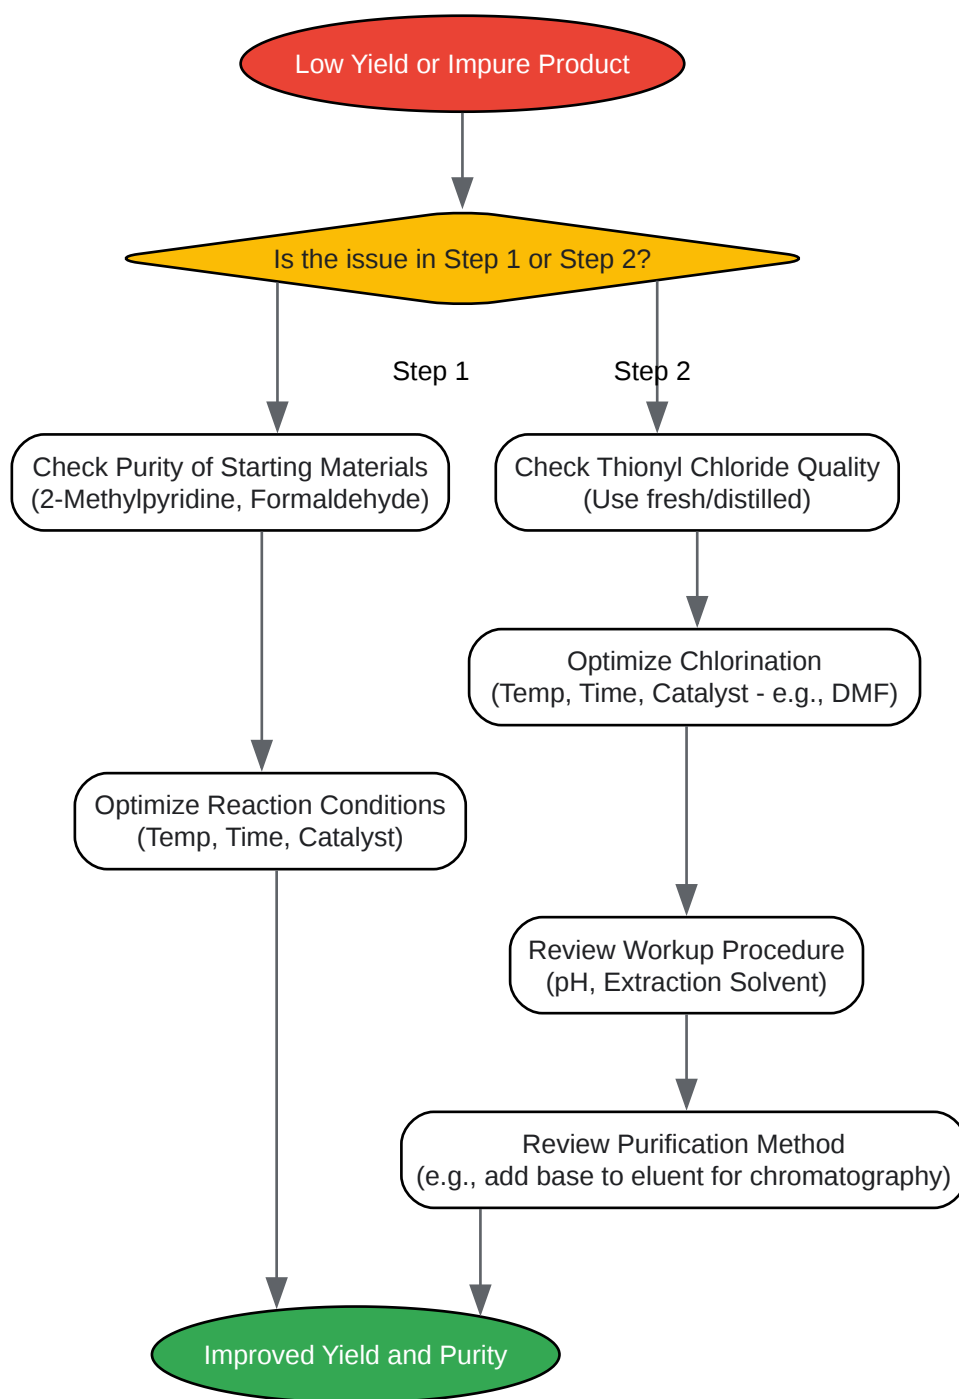 Low Yield or Impure Product
Is the issue in Step 1 or Step 2?
Step 1
Step 2
Check Purity of Starting Materials
(2-Methylpyridine, Formaldehyde)
Check Thionyl Chloride Quality
(Use fresh/distilled)
Optimize Chlorination
(Temp, Time, Catalyst - e.g., DMF)
Optimize Reaction Conditions
(Temp, Time, Catalyst)
Review Workup Procedure
(pH, Extraction Solvent)
Review Purification Method
(e.g., add base to eluent for chromatography)
Improved Yield and Purity